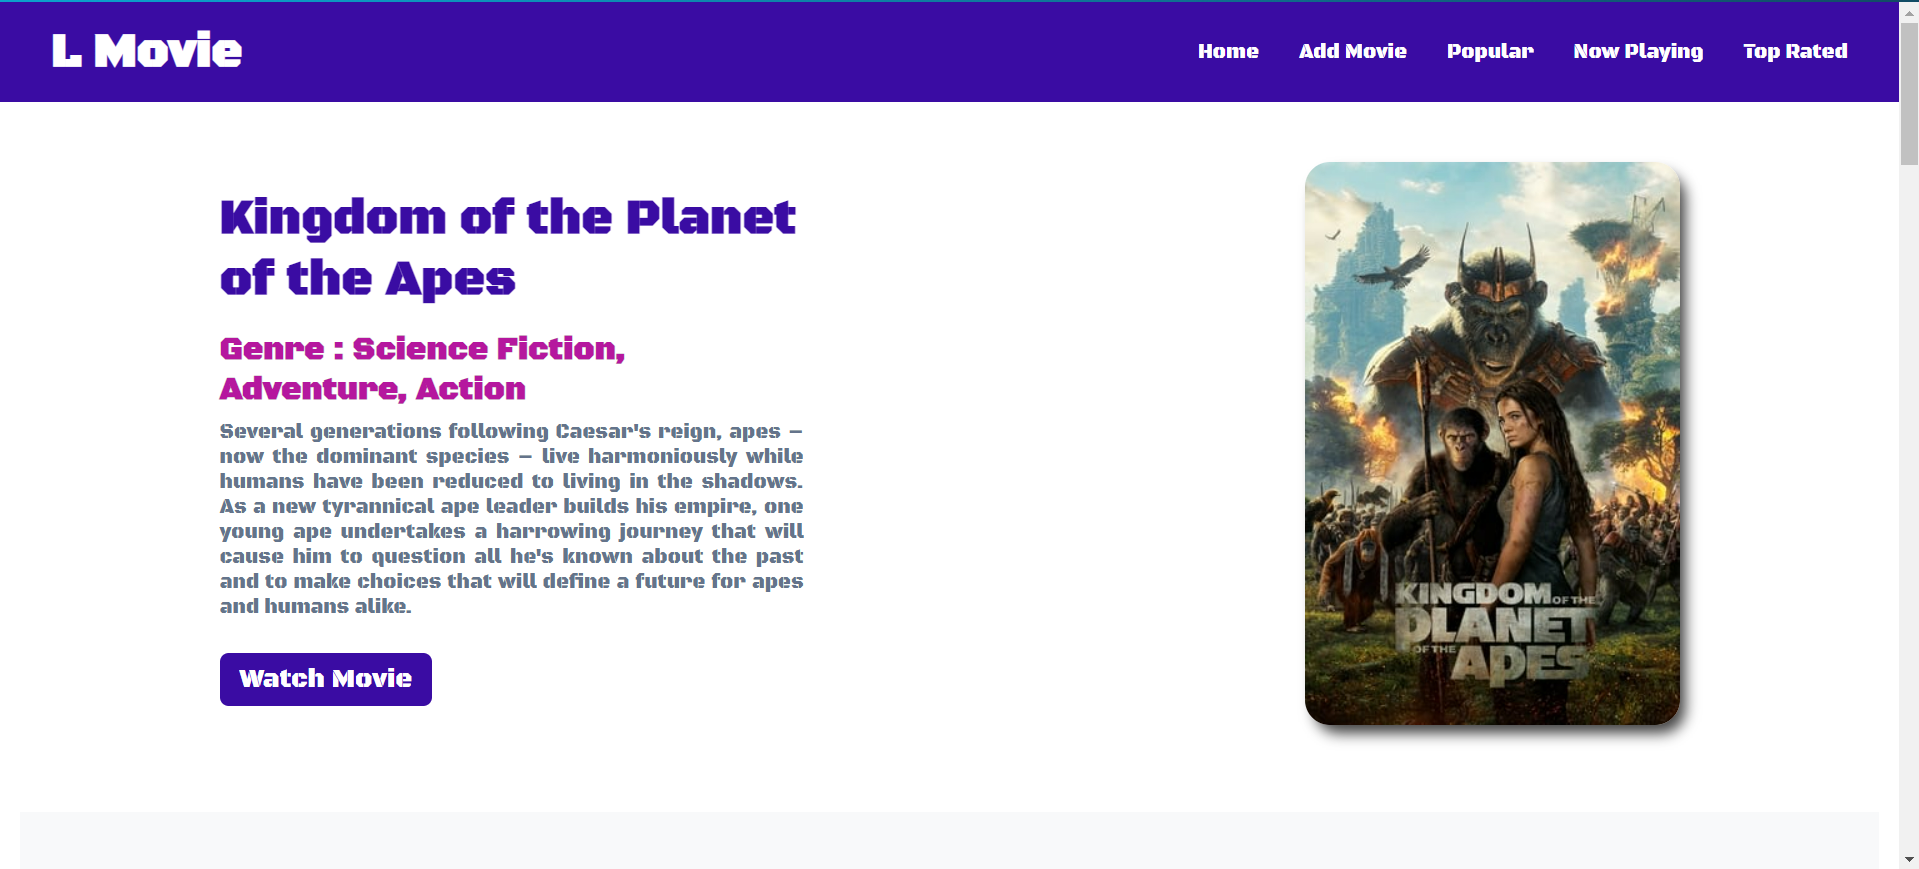 L Movie
Home
Add Movie
Popular
Now Playing
Top Rated
Kingdom of the Planet
of the Apes
Genre : Science Fiction,
Adventure, Action
Several generations following Caesar's reign, apes –
now the dominant species – live harmoniously while
humans have been reduced to living in the shadows.
As a new tyrannical ape leader builds his empire, one
young ape undertakes a harrowing journey that will
cause him to question all he's known about the past
and to make choices that will define a future for apes
and humans alike.
Watch Movie
KINGDOM OF THE
PLANET
OF THE APES